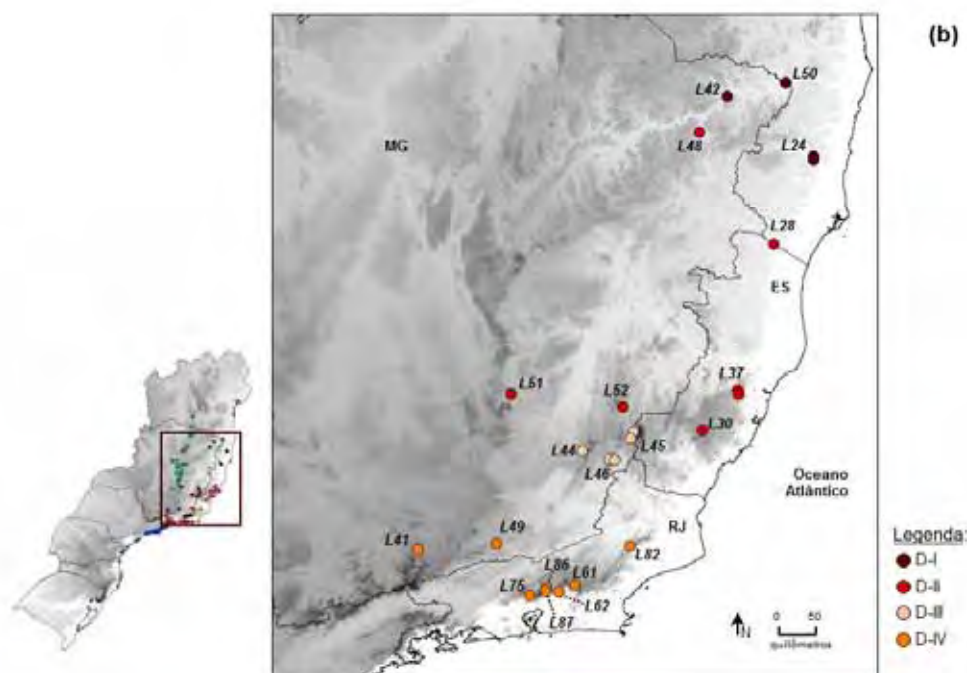 (b)
L50
L42
L48
MG
L24
L28
ES
L37
L51
L52
L30
L44
L45
L46
Oceano
Atlântico
RJ
L49
L41
L82
L86
L61
L75
L62
L87
N
0 50
quilômetros
Legenda:
D-I
D-II
D-III
D-IV